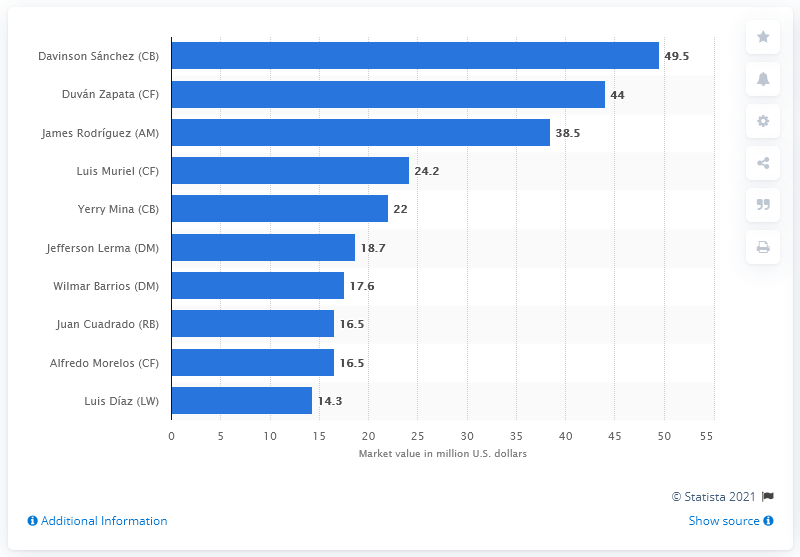 Davinson Sánchez (CB) 49.5
Duván Zapata (CF) 44
James Rodríguez (AM) 38.5
Luis Muriel (CF) 24.2
Yerry Mina (CB) 22
Jefferson Lerma (DM) 18.7
Wilmar Barrios (DM) 17.6
Juan Cuadrado (RB) 16.5
Alfredo Morelos (CF) 16.5
Luis Díaz (LW) 14.3
0 5 10 15 20 25 30 35 40 45 50 55
Market value in million U.S. dollars
© Statista 2021
Additional Information Show source